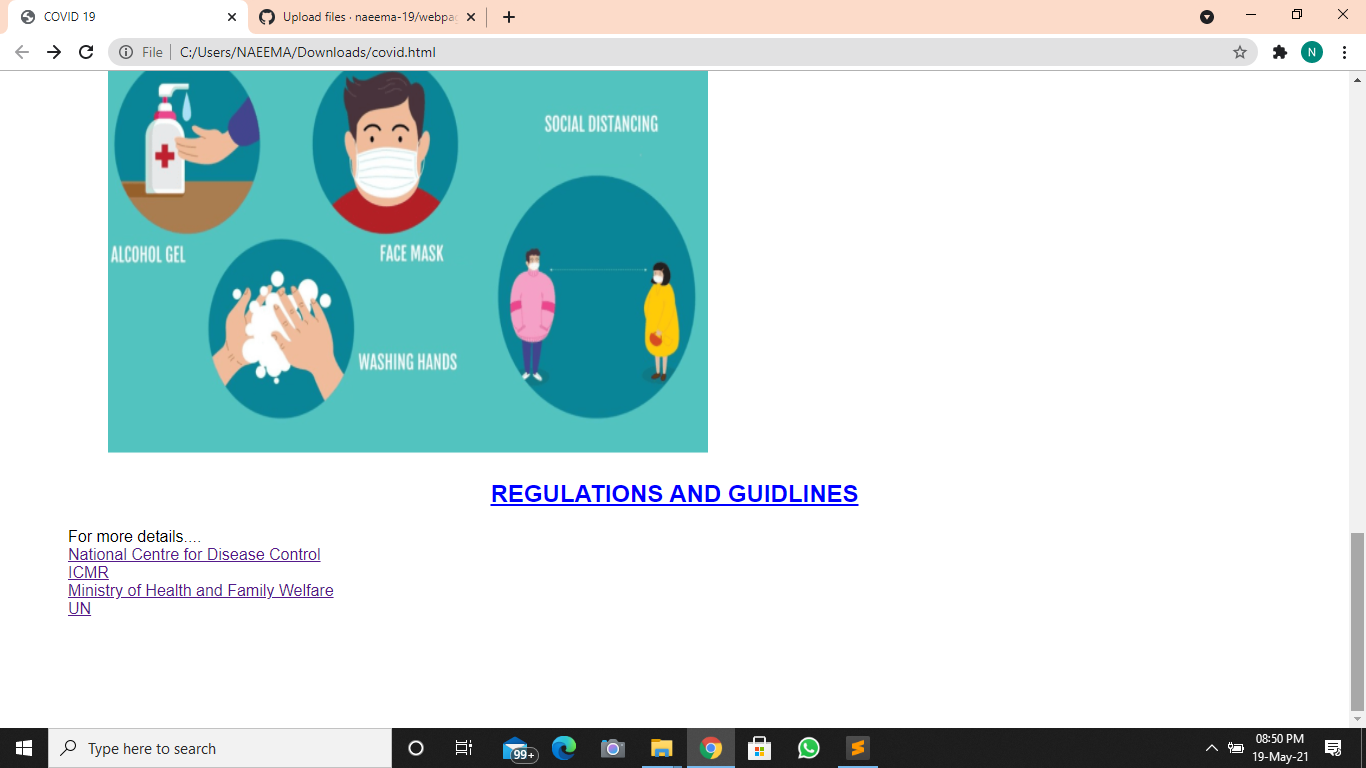 COVID 19
Upload files · naeema-19/webpac
File
C:/Users/NAEEMA/Downloads/covid.html
N
SOCIAL DISTANCING
ALCOHOL GEL
FACE MASK
WASHING HANDS
REGULATIONS AND GUIDLINES
For more details....
National Centre for Disease Control
ICMR
Ministry of Health and Family Welfare
UN
Type here to search
99+
08:50 PM
19-May-21